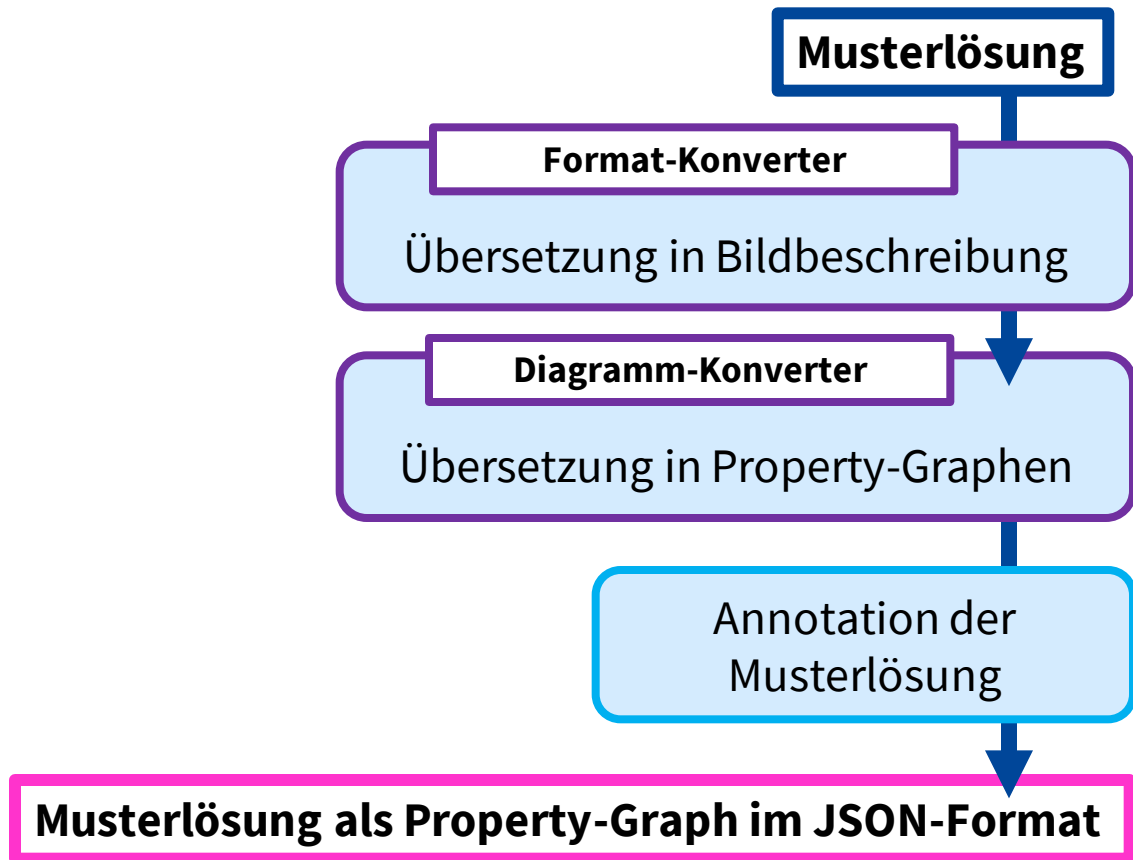 Musterlösung
Format-Konverter
Übersetzung in Bildbeschreibung
Diagramm-Konverter
Übersetzung in Property-Graphen
Annotation der
Musterlösung
Musterlösung als Property-Graph im JSON-Format